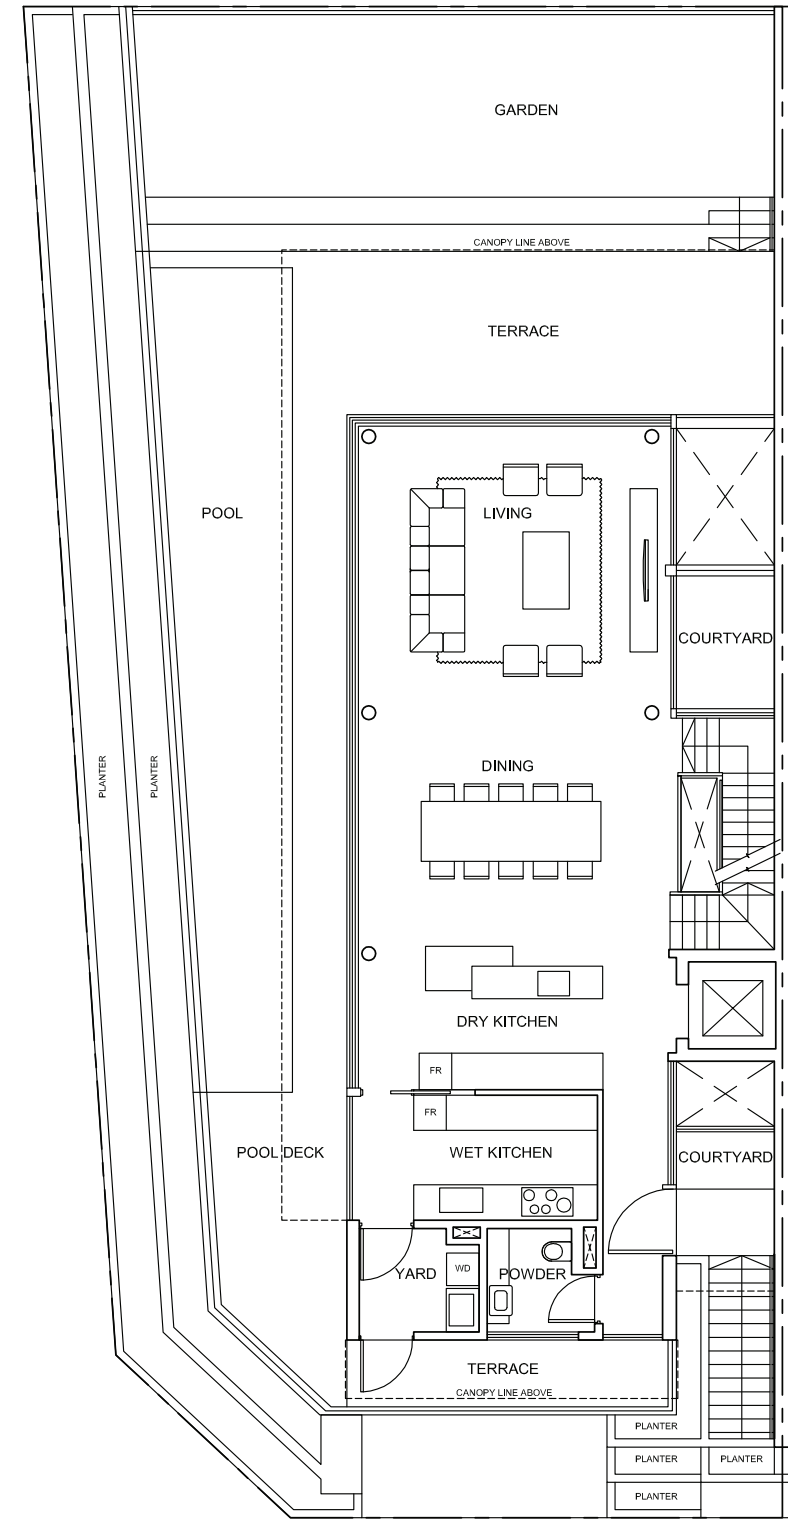 GARDEN
CANOPY LINE ABOVE
TERRACE
POOL
LIVING
COURTYARD
PLANTER
PLANTER
DINING
DRY KITCHEN
FR
FR
POOL DECK
WET KITCHEN
COURTYARD
YARD
WD
POWDER
TERRACE
CANOPY LINE ABOVE
PLANTER
PLANTER
PLANTER
PLANTER